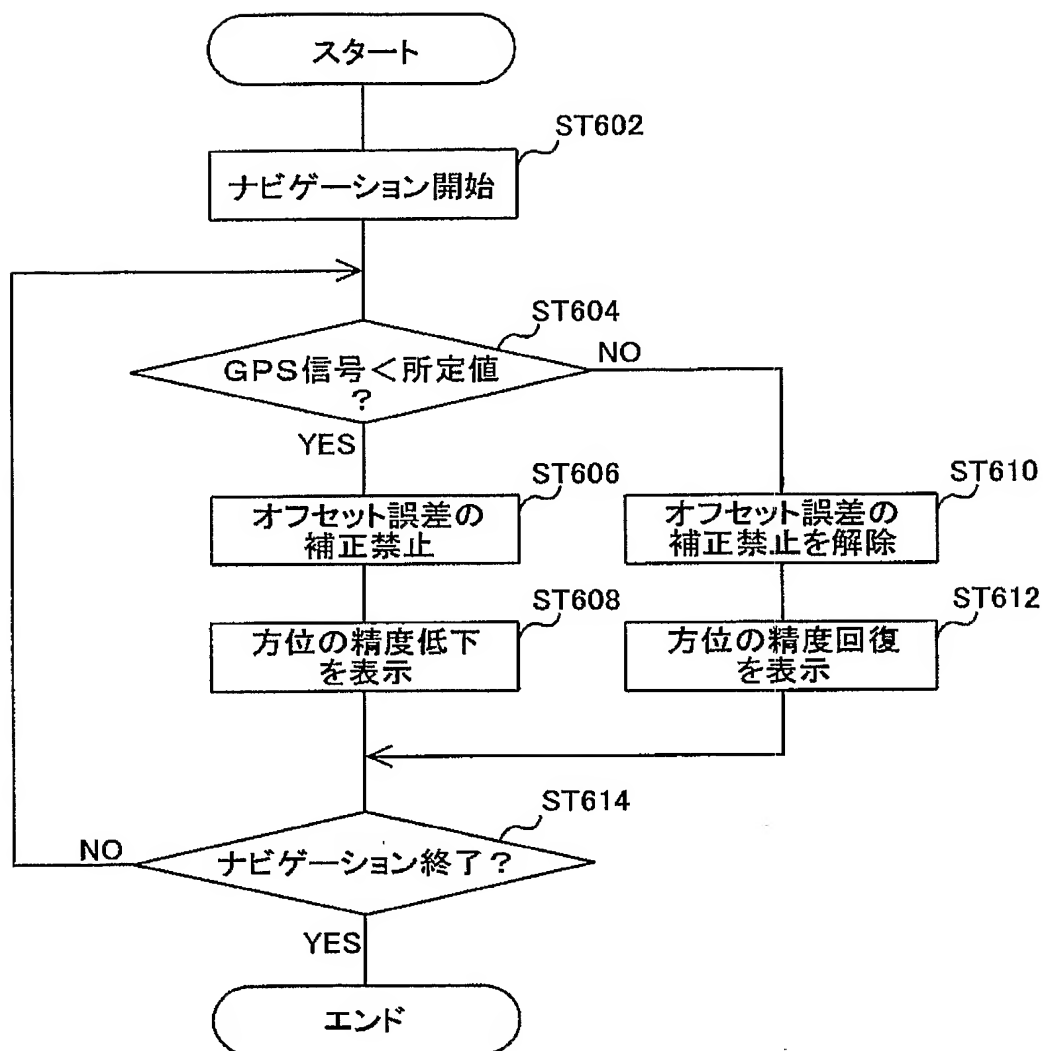 スタート
ST602
ナビゲーション開始
ST604
GPS信号<所定値
?
NO
YES
ST606
オフセット誤差の
補正禁止
ST610
オフセット誤差の
補正禁止を解除
ST608
方位の精度低下
を表示
ST612
方位の精度回復
を表示
ST614
ナビゲーション終了?
NO
YES
エンド